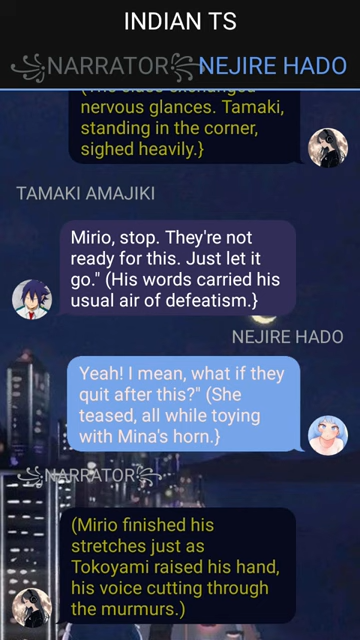 INDIAN TS
NARRATOR NEJIRE HADO
nervous glances. Tamaki,
standing in the corner,
sighed heavily.}
TAMAKI AMAJIKI
Mirio, stop. They're not
ready for this. Just let it
go." (His words carried his
usual air of defeatism.}
NEJIRE HADO
Yeah! I mean, what if they
quit after this?" (She
teased, all while toying
with Mina's horn.}
NARRATOR
(Mirio finished his
stretches just as
Tokoyami raised his hand,
his voice cutting through
the murmurs.)